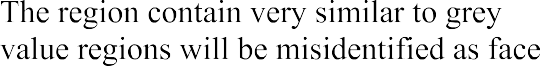 The region contain very similar to grey
value regions will be misidentified as face